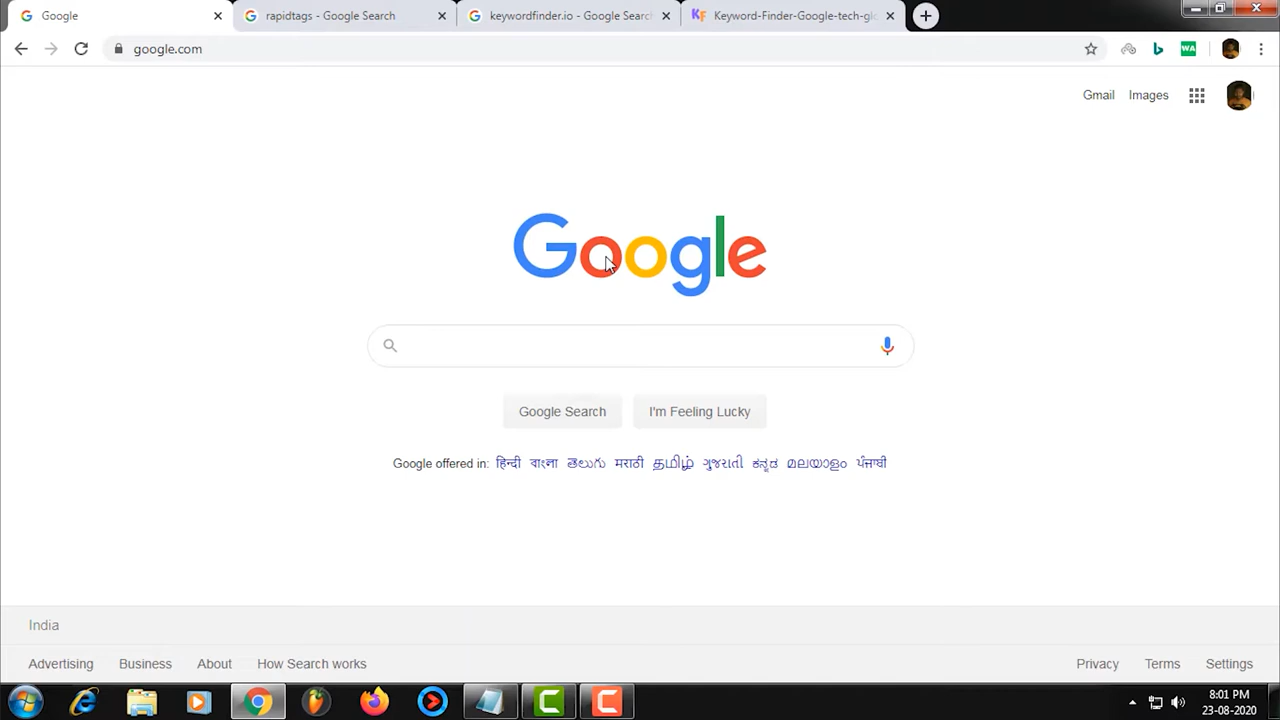 Google
rapidtags - Google Search
keywordfinder.io - Google Search
Keyword-Finder-Google-tech-gk
google.com
WA
Gmail
Images
Google
Google Search
I'm Feeling Lucky
Google offered in: हिन्दी বাংলা తెలుగు मराठी தமிழ் ગુજરાતી ಕನ್ನಡ മലയാളം ਪੰਜਾਬੀ
India
Advertising
Business
About
How Search works
Privacy
Terms
Settings
8:01 PM
23-08-2020